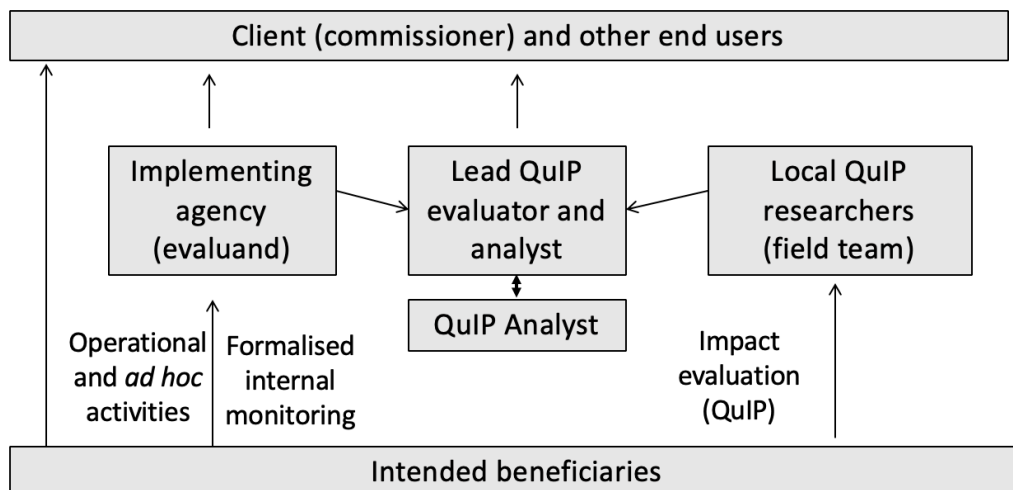 Client (commissioner) and other end users
Implementing
agency
(evaluand)
Lead QuIP
evaluator and
analyst
Local QuIP
researchers
(field team)
QuIP Analyst
Operational
and ad hoc
activities
Formalised
internal
monitoring
Impact
evaluation
(QuIP)
Intended beneficiaries